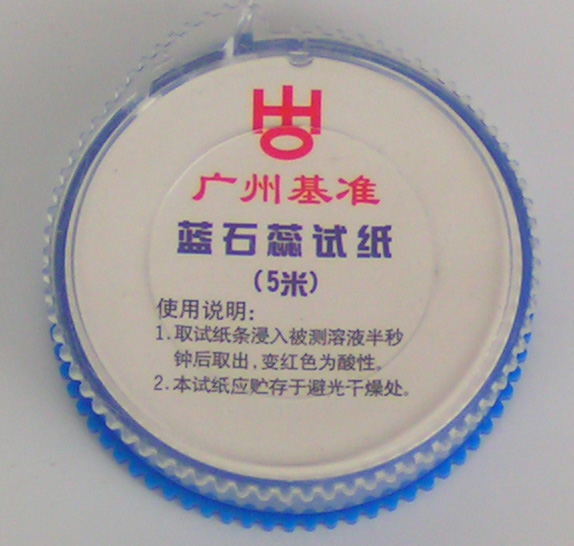 广州基准
蓝石蕊试纸
(5米)
使用说明:
1.取试纸条浸入被测溶液半秒
钟后取出,变红色为酸性。
2.本试纸应贮存于避光干燥处。